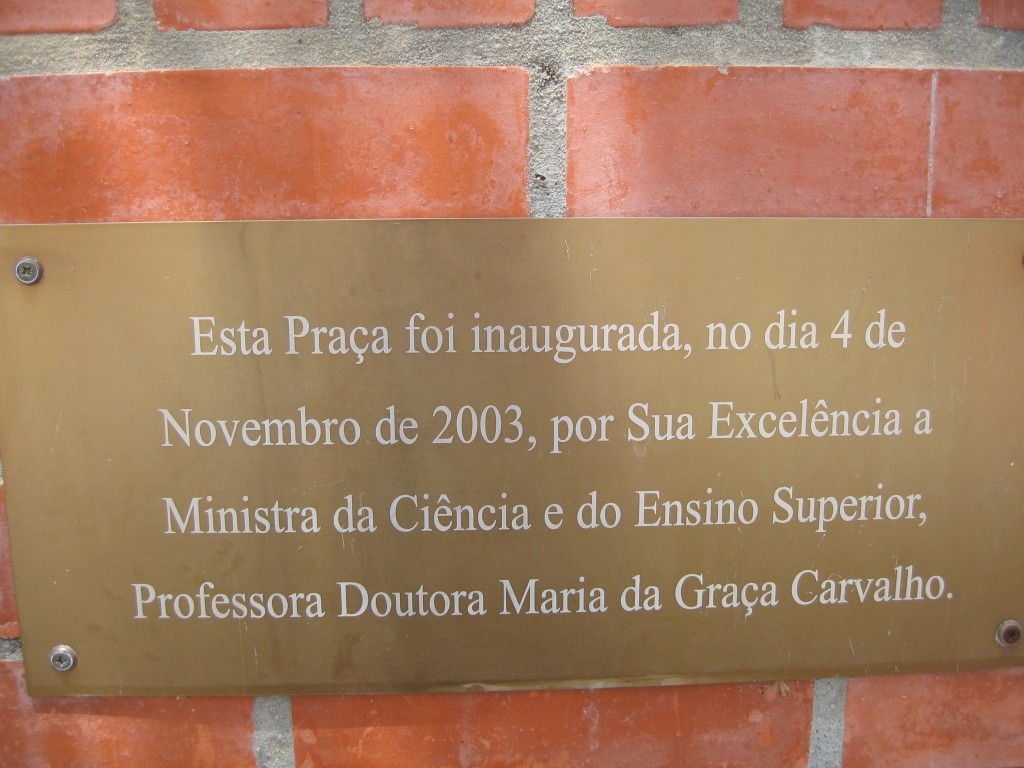 Esta Praça foi inaugurada, no dia 4 de
Novembro de 2003, por Sua Excelência a
Ministra da Ciência e do Ensino Superior,
Professora Doutora Maria da Graça Carvalho.